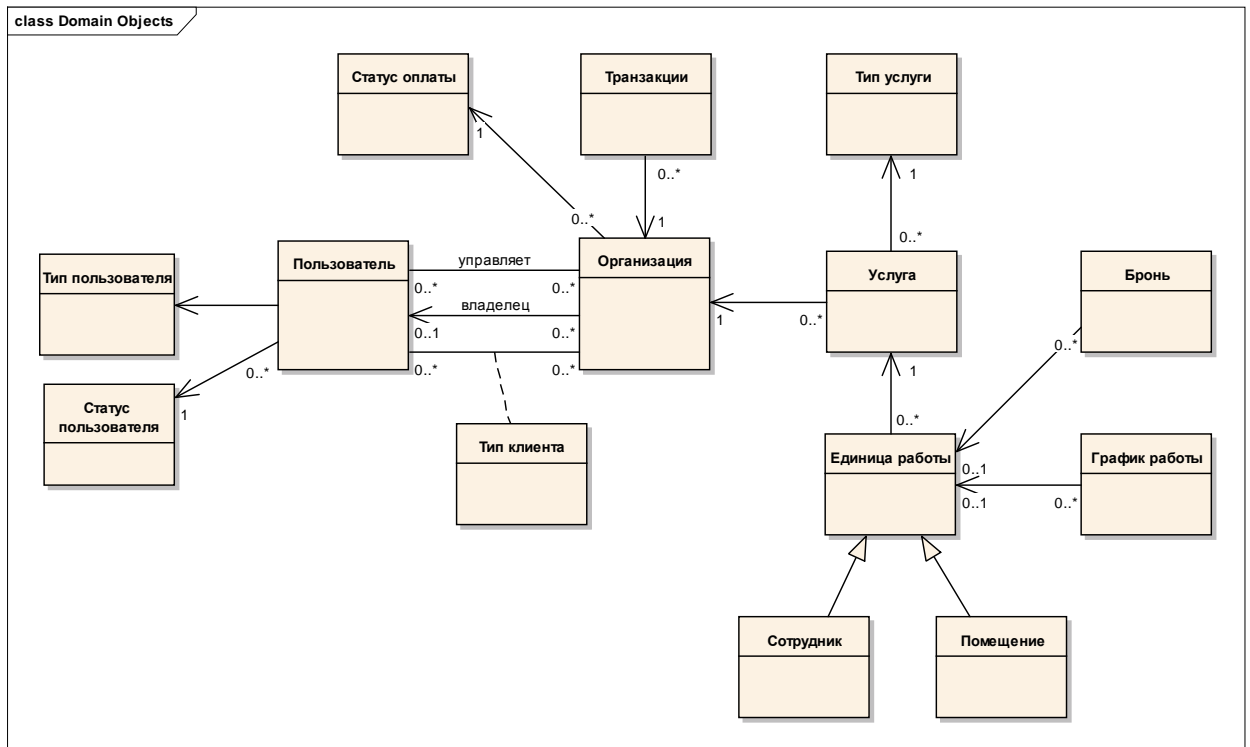 class Domain Objects
Статус оплаты
Транзакции
Тип услуги
1
0..*
1
0..*
1
0..*
Тип пользователя
Пользователь
управляет
0..*
0..*
владелец
0..1
0..*
0..*
0..*
Организация
1
0..*
Услуга
Бронь
0..*
0..*
1
Статус
пользователя
1
0..*
Тип клиента
Единица работы
0..1
0..1
0..*
График работы
Сотрудник
Помещение